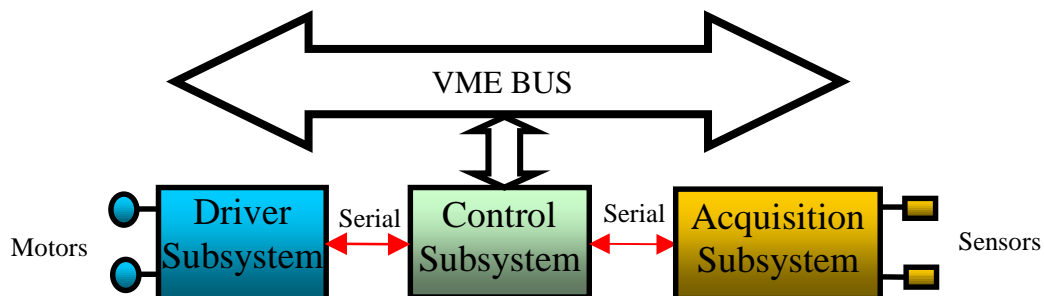 VME BUS
Driver
Subsystem
Serial
Control
Subsystem
Serial
Acquisition
Subsystem
Motors
Sensors